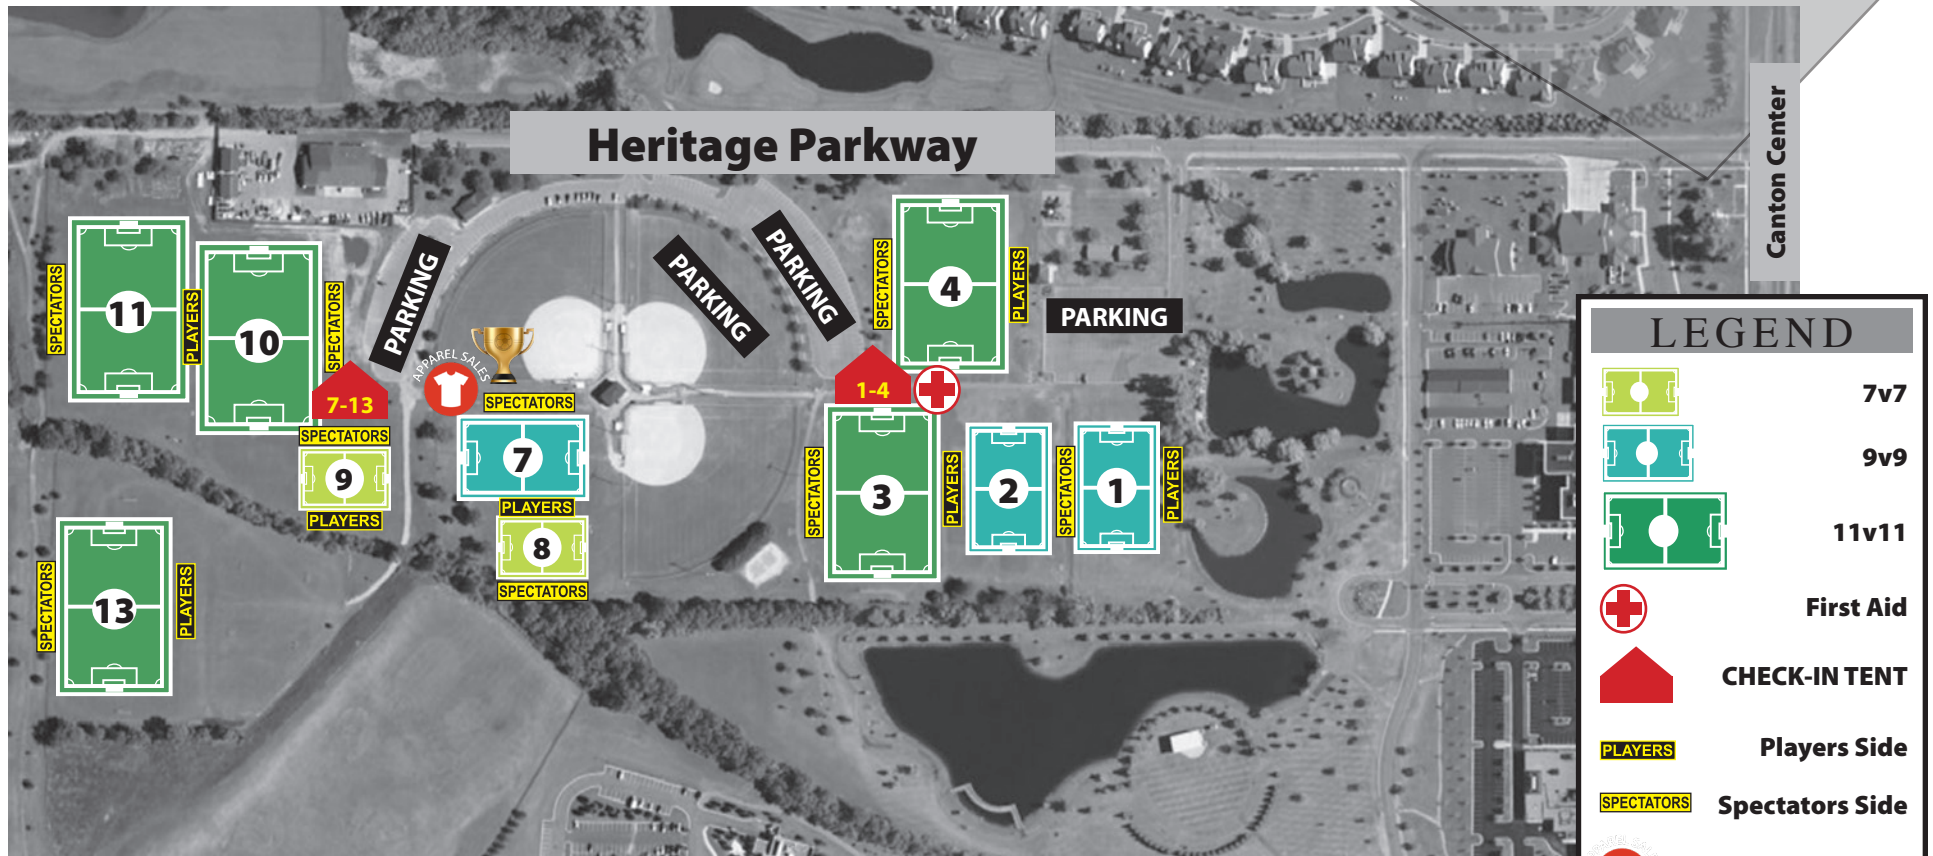 Heritage Parkway
Canton Center
11
SPECTATORS
PLAYERS
10
SPECTATORS
PARKING
7-13
SPECTATORS
9
PLAYERS
13
SPECTATORS
PLAYERS
APPAREL SALES
SPECTATORS
7
PLAYERS
8
SPECTATORS
PARKING
PARKING
SPECTATORS
4
PLAYERS
PARKING
1-4
SPECTATORS
3
PLAYERS
2
SPECTATORS
1
PLAYERS
LEGEND
7v7
9v9
11v11
First Aid
CHECK-IN TENT
PLAYERS
Players Side
SPECTATORS
Spectators Side